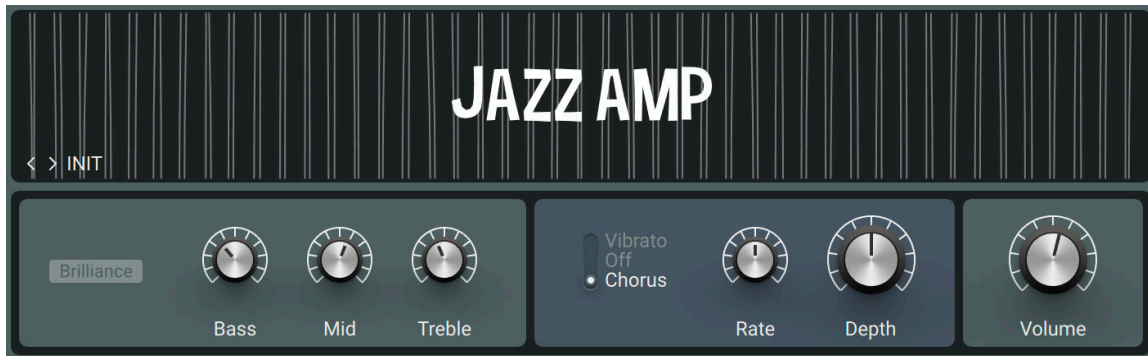 JAZZ AMP
< > INIT
Brilliance
Bass
Mid
Treble
Vibrato
Off
Chorus
Rate
Depth
Volume